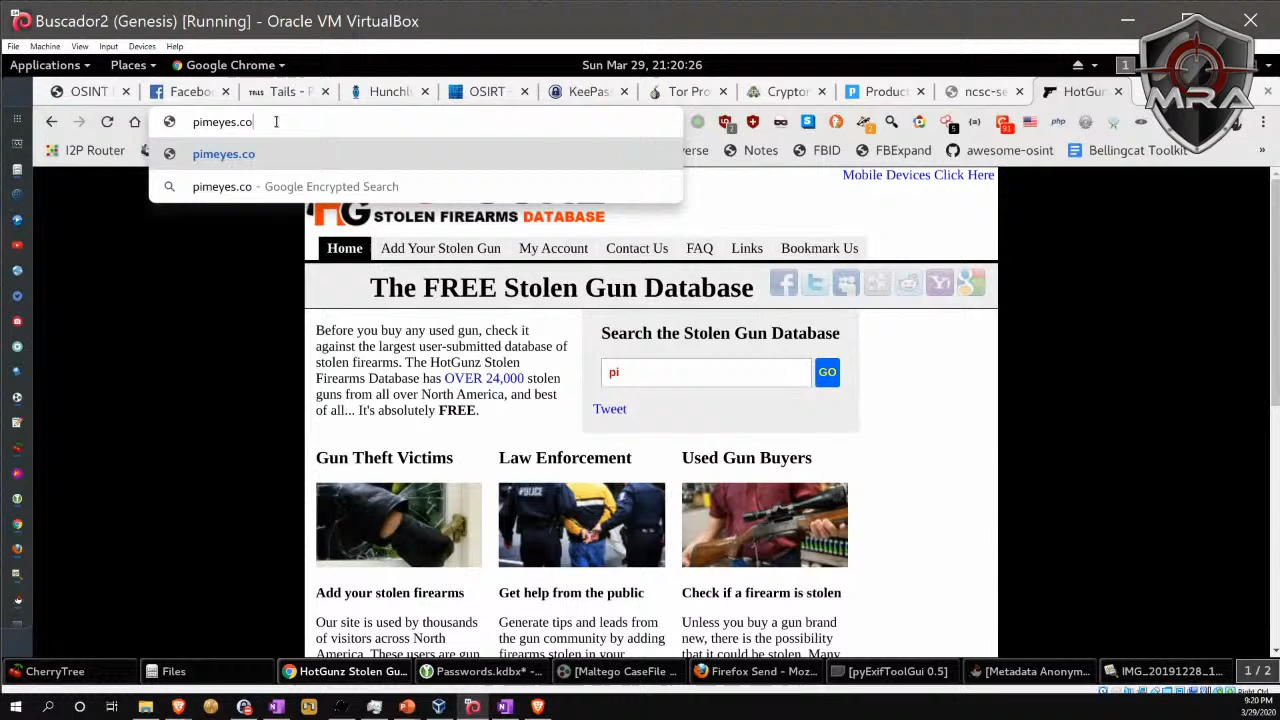 Buscador2 (Genesis) [Running] - Oracle VM VirtualBox
File Machine View Input Devices Help
Applications Places Google Chrome Sun Mar 29, 21:20:26 1
OSINT Facebo Tails - P Hunchly OSIRT - KeePas Tor Pro Crypto Product ncsc-se HotGun
MRA
pimeyes.co
I2P Router Notes FBID FBExpand awesome-osint Bellingcat Toolkit »
pimeyes.co
pimeyes.co - Google Encrypted Search
Mobile Devices Click Here
STOLEN FIREARMS DATABASE
Home Add Your Stolen Gun My Account Contact Us FAQ Links Bookmark Us
The FREE Stolen Gun Database
Before you buy any used gun, check it
against the largest user-submitted database of
stolen firearms. The HotGunz Stolen
Firearms Database has OVER 24,000 stolen
guns from all over North America, and best
of all... It's absolutely FREE.
Search the Stolen Gun Database
pi GO
Tweet
Gun Theft Victims Law Enforcement Used Gun Buyers
POLICE
Add your stolen firearms
Our site is used by thousands
of visitors across North
America. These users are gun
Get help from the public
Generate tips and leads from
the gun community by adding
firearms stolen in your
Check if a firearm is stolen
Unless you buy a gun brand
new, there is the possibility
that it could be stolen. Many
CherryTree Files HotGunz Stolen Gu... Passwords.kdbx* -... [Maltego CaseFile ... Firefox Send - Moz... [pyExifToolGui 0.5] [Metadata Anonym... IMG_20191228_1... 1 / 2
Right Ctrl
9:20 PM
3/29/2020